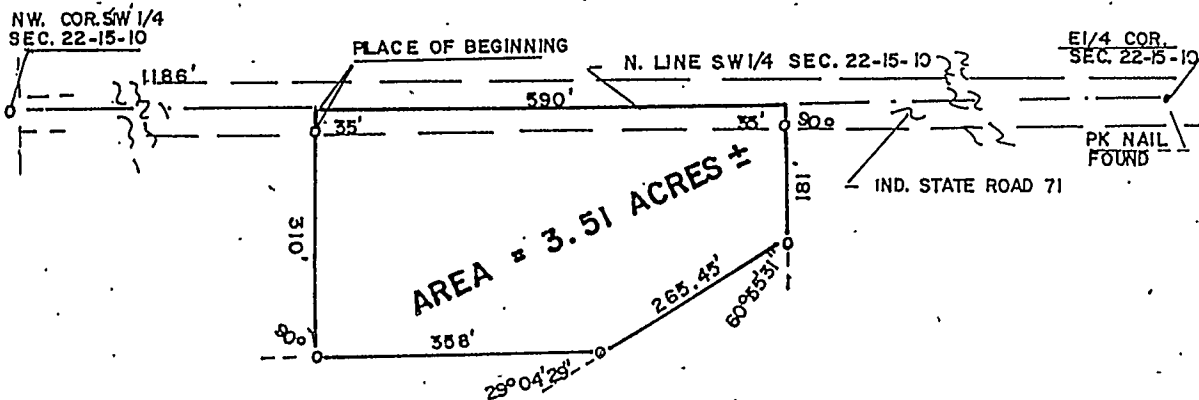 NW. COR. SW 1/4
SEC. 22-15-10
PLACE OF BEGINNING
N. LINE SW 1/4 SEC. 22-15-10
E 1/4 COR.
SEC. 22-15-10
1186'
590'
35'
33'
90°
PK NAIL
FOUND
IND. STATE ROAD 71
181'
310'
AREA = 3.51 ACRES ±
265.45'
60°55'31"
90°
358'
29°04'29"